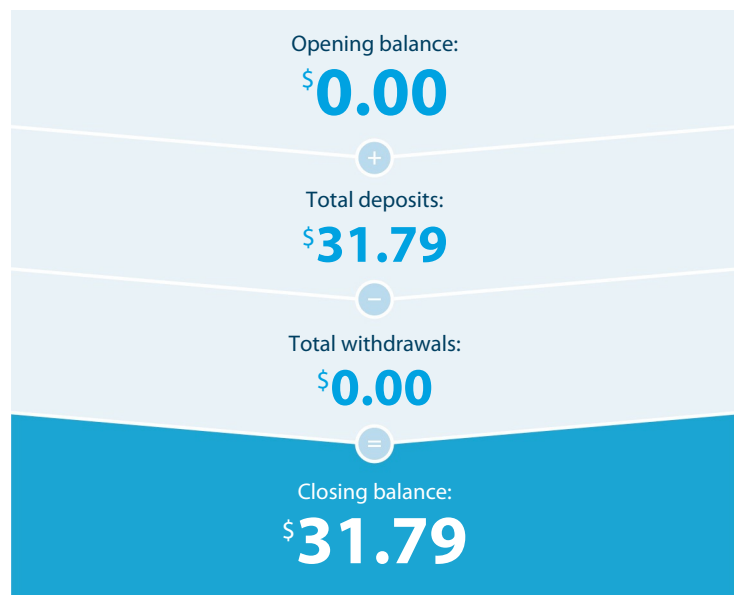 Opening balance:
$0.00
+
Total deposits:
$31.79
−
Total withdrawals:
$0.00
=
Closing balance:
$31.79